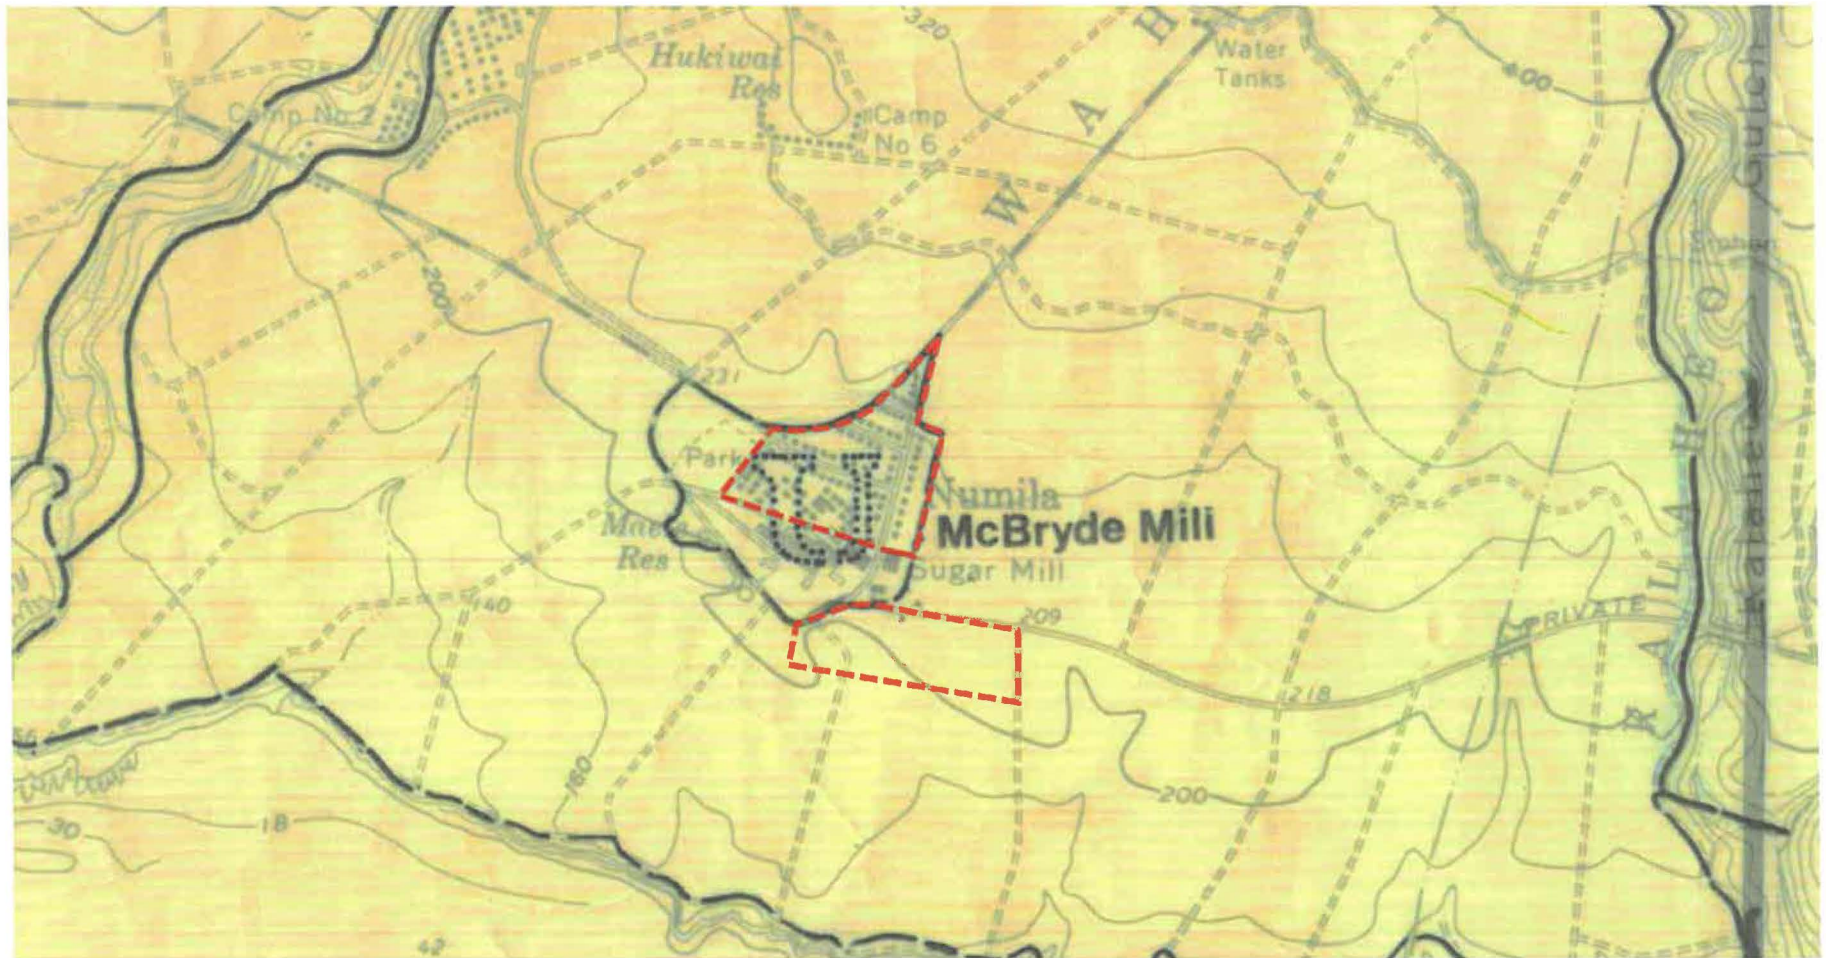 320
H
Water
Tanks
400
Hukiwai
Res
Camp No 2
Camp
No 6
A
Gulch
W
200
O
E
231
H
Park
U
Numila
McBryde Mill
A
Res
Sugar Mill
L
140
209
PRIVATE
A
218
K
160
200
30
18
42